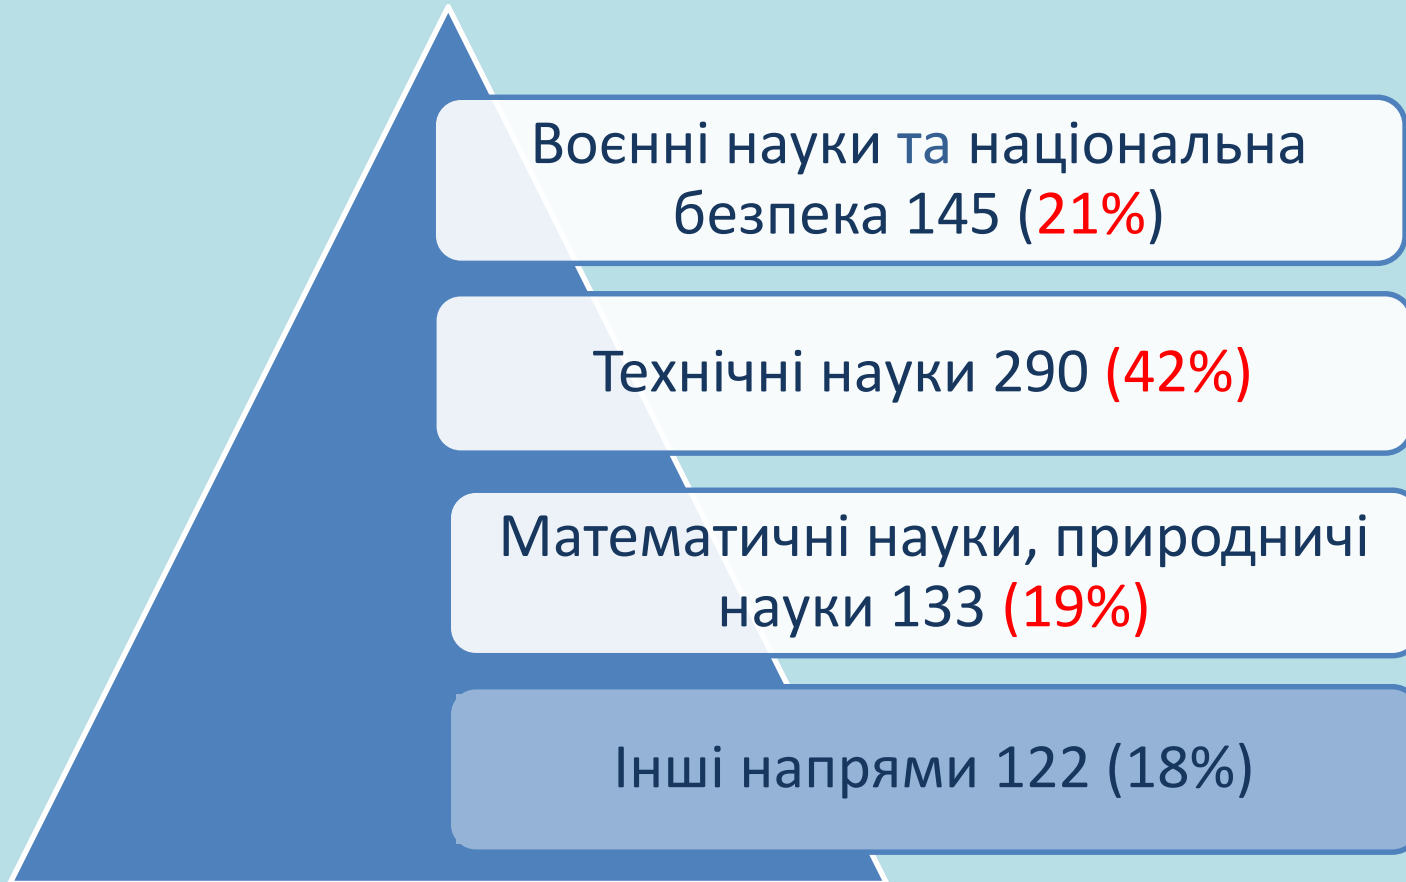 Воєнні науки та національна
безпека 145 (21%)
Технічні науки 290 (42%)
Математичні науки, природничі
науки 133 (19%)
Інші напрями 122 (18%)